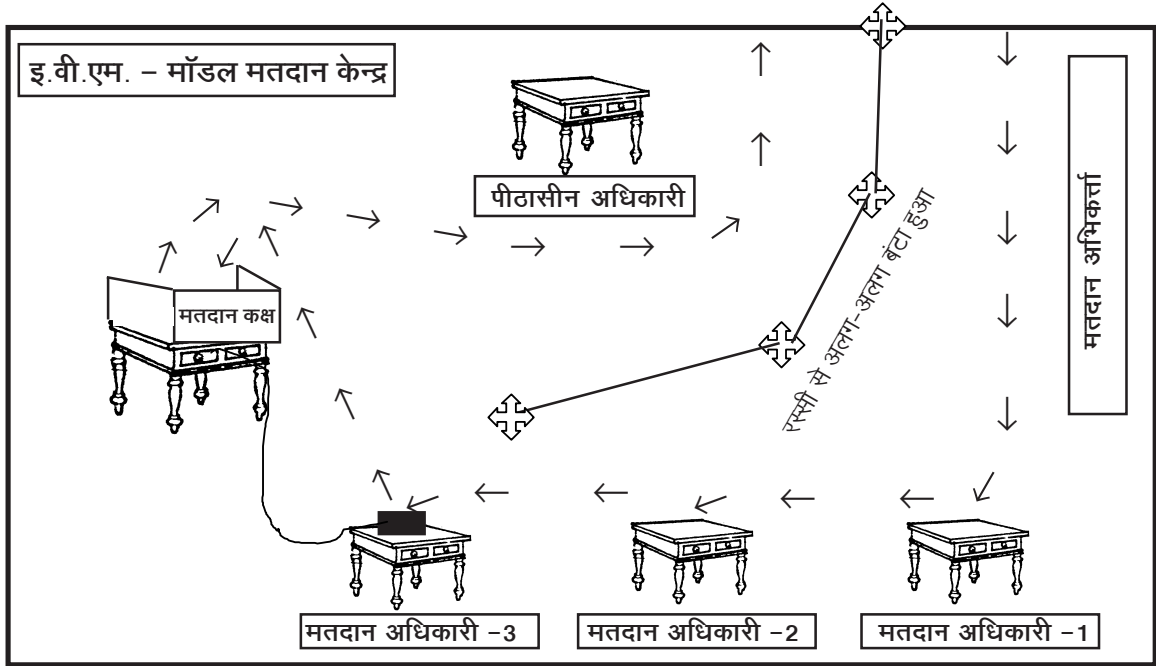 इ.वी.एम. - मॉडल मतदान केन्द्र
पीठासीन अधिकारी
मतदान अभिकर्त्ता
रस्सी से अलग-अलग बंटा हुआ
मतदान कक्ष
मतदान अधिकारी -3
मतदान अधिकारी -2
मतदान अधिकारी -1